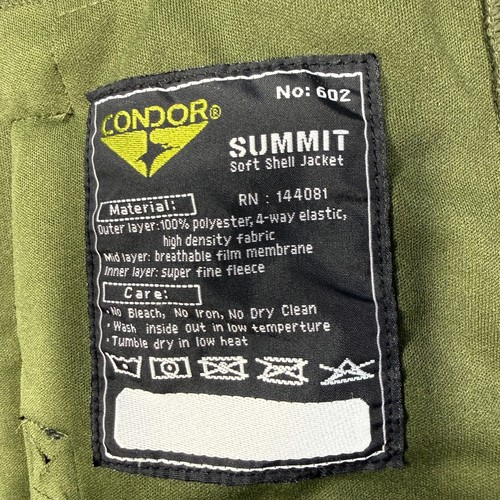 No: 602
CONDOR®
SUMMIT
Soft Shell Jacket
RN : 144081
Material:
Outer layer:100% polyester, 4-way elastic,
high density fabric
Mid layer: breathable film membrane
Inner layer: super fine fleece
Care:
· No Bleach, No Iron, No Dry Clean
· Wash inside out in low temperture
· Tumble dry in low heat